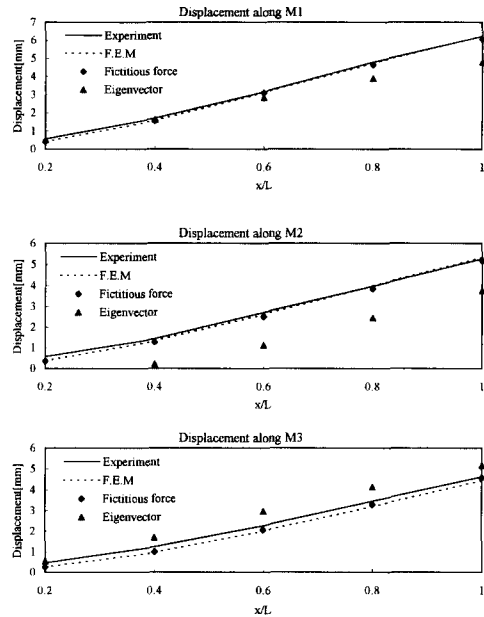 Displacement along M1
Displacement[mm]
7
6
5
4
3
2
1
0
Experiment
F.E.M
Fictitious force
Eigenvector
0.2 0.4 0.6 0.8 1
x/L
Displacement along M2
Displacement[mm]
6
5
4
3
2
1
0
Experiment
F.E.M
Fictitious force
Eigenvector
0.2 0.4 0.6 0.8 1
x/L
Displacement along M3
Displacement[mm]
6
5
4
3
2
1
0
Experiment
F.E.M
Fictitious force
Eigenvector
0.2 0.4 0.6 0.8 1
x/L